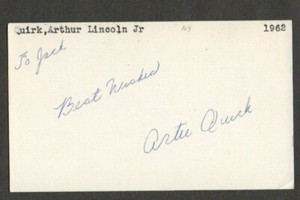 Quirk,Arthur Lincoln Jr 1962
To Jack
Best Wishes
Artie Quirk